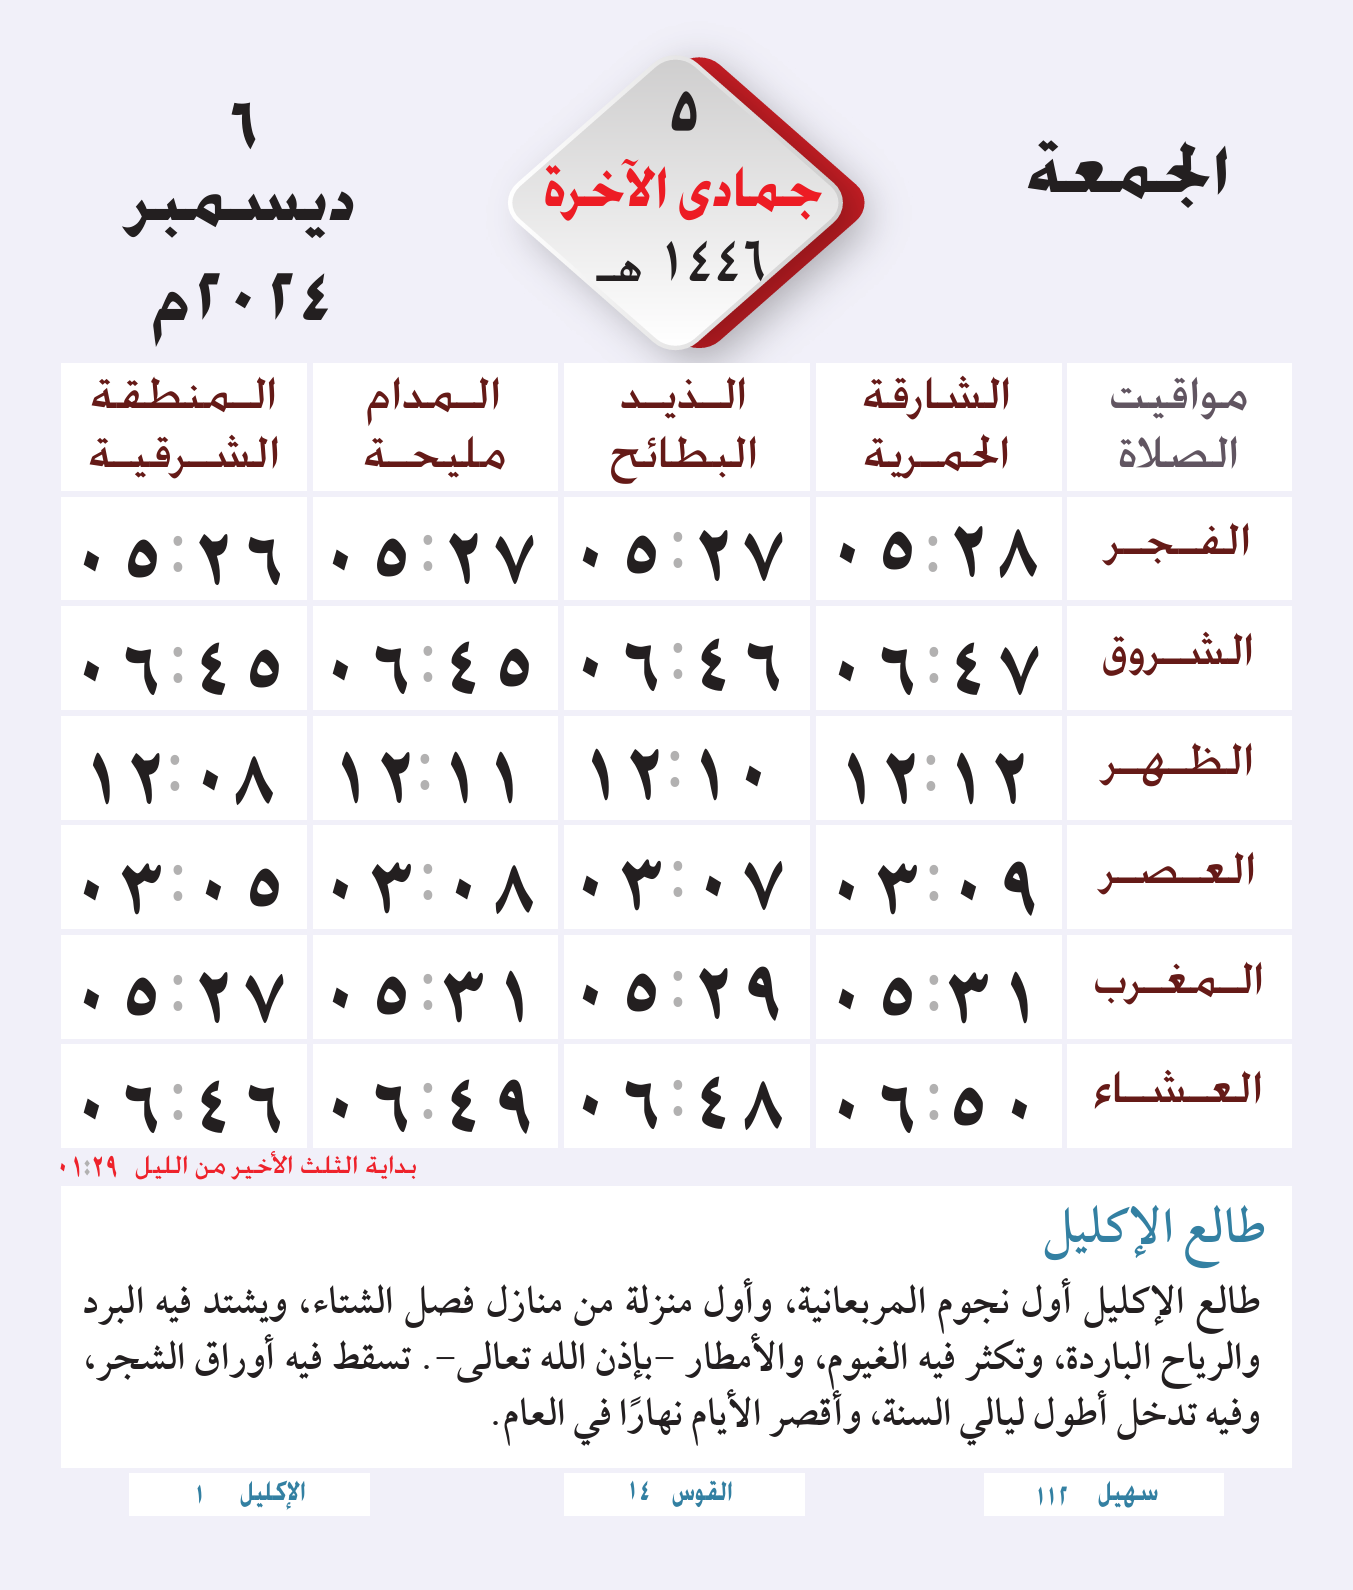 الجمعة
٥
جمادى الآخرة
١٤٤٦ هـ
٦
ديسمبر
٢٠٢٤م
مواقيت الصلاة
الشارقة الحمرية
الذيد البطائح
المدام مليحة
المنطقة الشرقية
الفجر ٠٥:٢٨ ٠٥:٢٧ ٠٥:٢٧ ٠٥:٢٦
الشروق ٠٦:٤٧ ٠٦:٤٦ ٠٦:٤٥ ٠٦:٤٥
الظهر ١٢:١٢ ١٢:١٠ ١٢:١١ ١٢:٠٨
العصر ٠٣:٠٩ ٠٣:٠٧ ٠٣:٠٨ ٠٣:٠٥
المغرب ٠٥:٣١ ٠٥:٢٩ ٠٥:٣١ ٠٥:٢٧
العشاء ٠٦:٥٠ ٠٦:٤٨ ٠٦:٤٩ ٠٦:٤٦
بداية الثلث الأخير من الليل ٠١:٢٩
طالع الإكليل
طالع الإكليل أول نجوم المربعانية، وأول منزلة من منازل فصل الشتاء، ويشتد فيه البرد
والرياح الباردة، وتكثر فيه الغيوم، والأمطار -بإذن الله تعالى-. تسقط فيه أوراق الشجر،
وفيه تدخل أطول ليالي السنة، وأقصر الأيام نهارًا في العام.
سهيل ١١٢
القوس ١٤
الإكليل ١